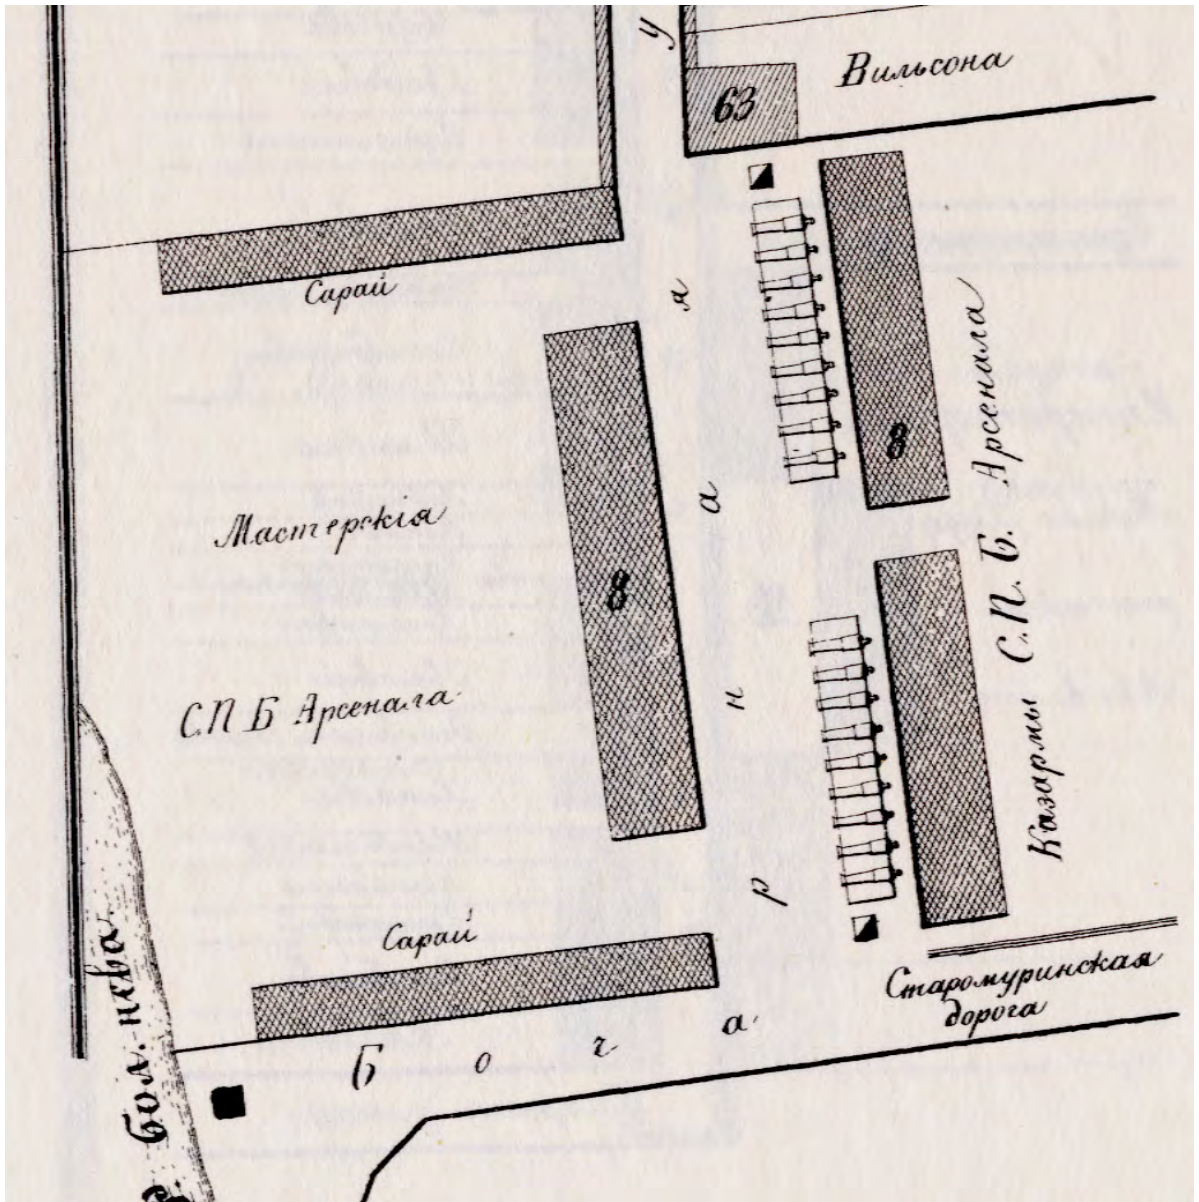 Вильсона
63
Сарай
8
8
Мастерскія
С.П Б Арсенала
Казармы С.П. Б. Арсенала
Сарай
Старомуринская
дорога
Б о ч а р н а я у
Бол. нева